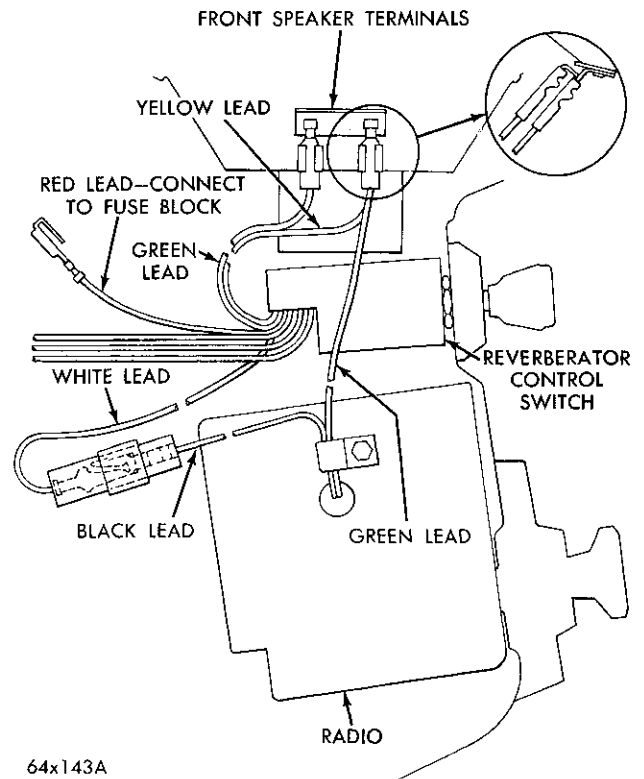 FRONT SPEAKER TERMINALS
YELLOW LEAD
RED LEAD—CONNECT
TO FUSE BLOCK
GREEN
LEAD
REVERBERATOR
CONTROL
SWITCH
WHITE LEAD
BLACK LEAD
GREEN LEAD
RADIO
64x143A